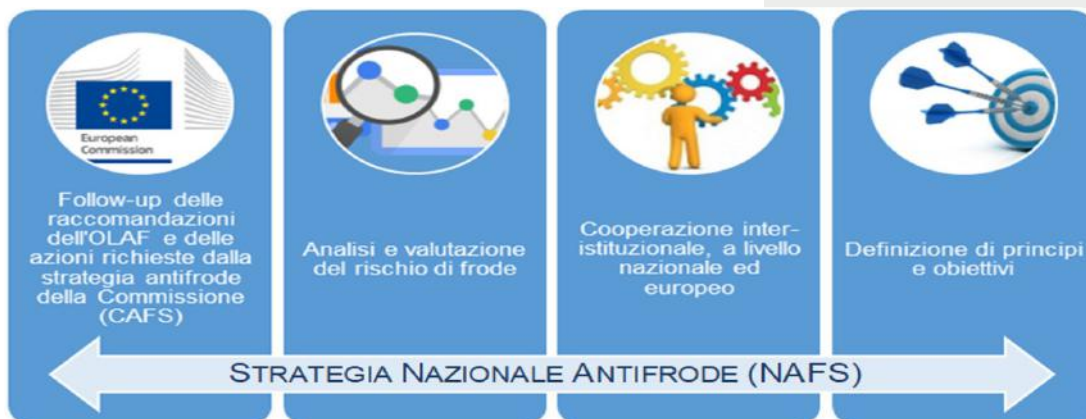 European
Commission
Follow-up delle
raccomandazioni
dell'OLAF e delle
azioni richieste dalla
strategia antifrode
della Commissione
(CAFS)
Analisi e valutazione
del rischio di frode
Cooperazione inter-
istituzionale, a livello
nazionale ed
europeo
Definizione di principi
e obiettivi
STRATEGIA NAZIONALE ANTIFRODE (NAFS)